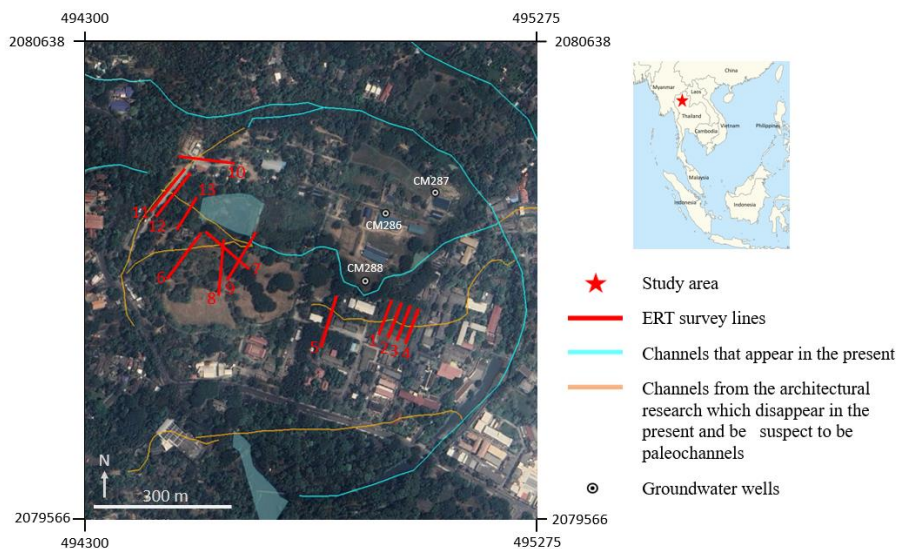 494300
495275
2080638
2080638
CM287
CM286
CM288
10
13
11
12
6
7
9
8
5
1
2
3
4
N
300 m
2079566
2079566
494300
495275
China
Myanmar
Laos
Thailand
Vietnam
Cambodia
Philippines
Malaysia
Indonesia
Indonesia
Study area
ERT survey lines
Channels that appear in the present
Channels from the architectural
research which disappear in the
present and be suspect to be
paleochannels
Groundwater wells